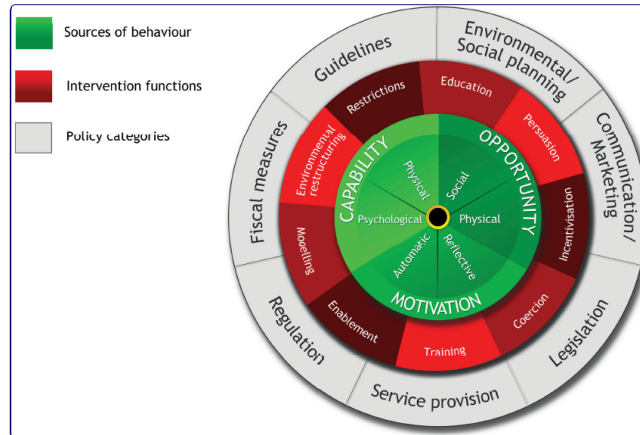 Sources of behaviour
Intervention functions
Policy categories
Guidelines
Environmental/
Social planning
Communication/
Marketing
Legislation
Service provision
Regulation
Fiscal measures
Restrictions
Education
Persuasion
Incentivisation
Coercion
Training
Enablement
Modelling
Environmental
restructuring
CAPABILITY
OPPORTUNITY
MOTIVATION
Physical
Social
Physical
Reflective
Automatic
Psychological